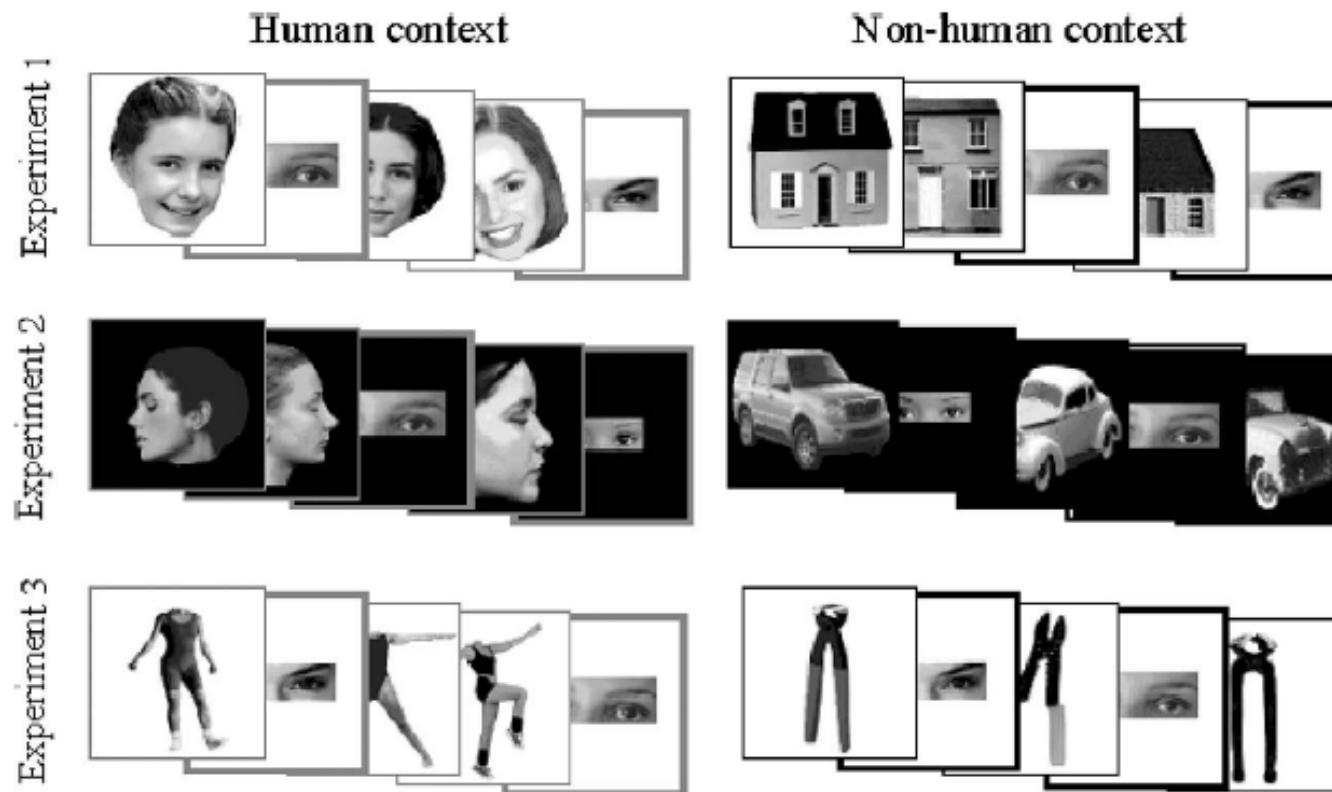 Human context
Non-human context
Experiment 1
Experiment 2
Experiment 3